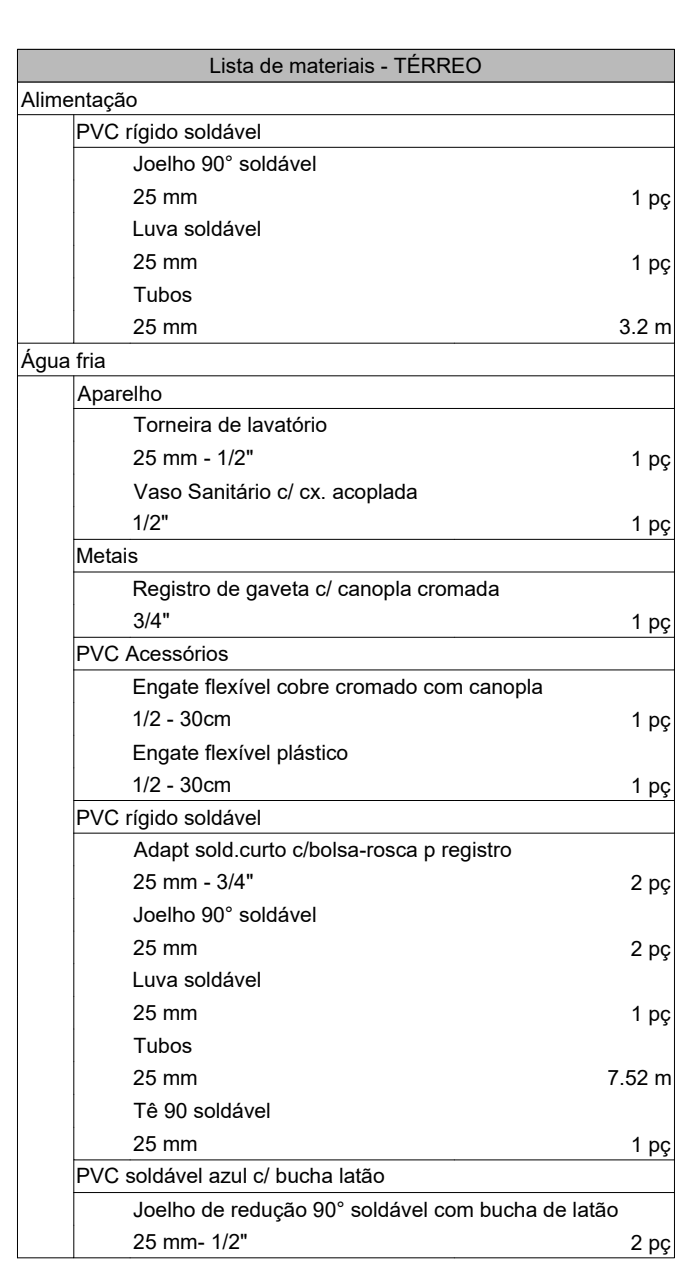 Lista de materiais - TÉRREO
Alimentação
PVC rígido soldável
Joelho 90° soldável
25 mm 1 pç
Luva soldável
25 mm 1 pç
Tubos
25 mm 3.2 m
Água fria
Aparelho
Torneira de lavatório
25 mm - 1/2" 1 pç
Vaso Sanitário c/ cx. acoplada
1/2" 1 pç
Metais
Registro de gaveta c/ canopla cromada
3/4" 1 pç
PVC Acessórios
Engate flexível cobre cromado com canopla
1/2 - 30cm 1 pç
Engate flexível plástico
1/2 - 30cm 1 pç
PVC rígido soldável
Adapt sold.curto c/bolsa-rosca p registro
25 mm - 3/4" 2 pç
Joelho 90° soldável
25 mm 2 pç
Luva soldável
25 mm 1 pç
Tubos
25 mm 7.52 m
Tê 90 soldável
25 mm 1 pç
PVC soldável azul c/ bucha latão
Joelho de redução 90° soldável com bucha de latão
25 mm- 1/2" 2 pç